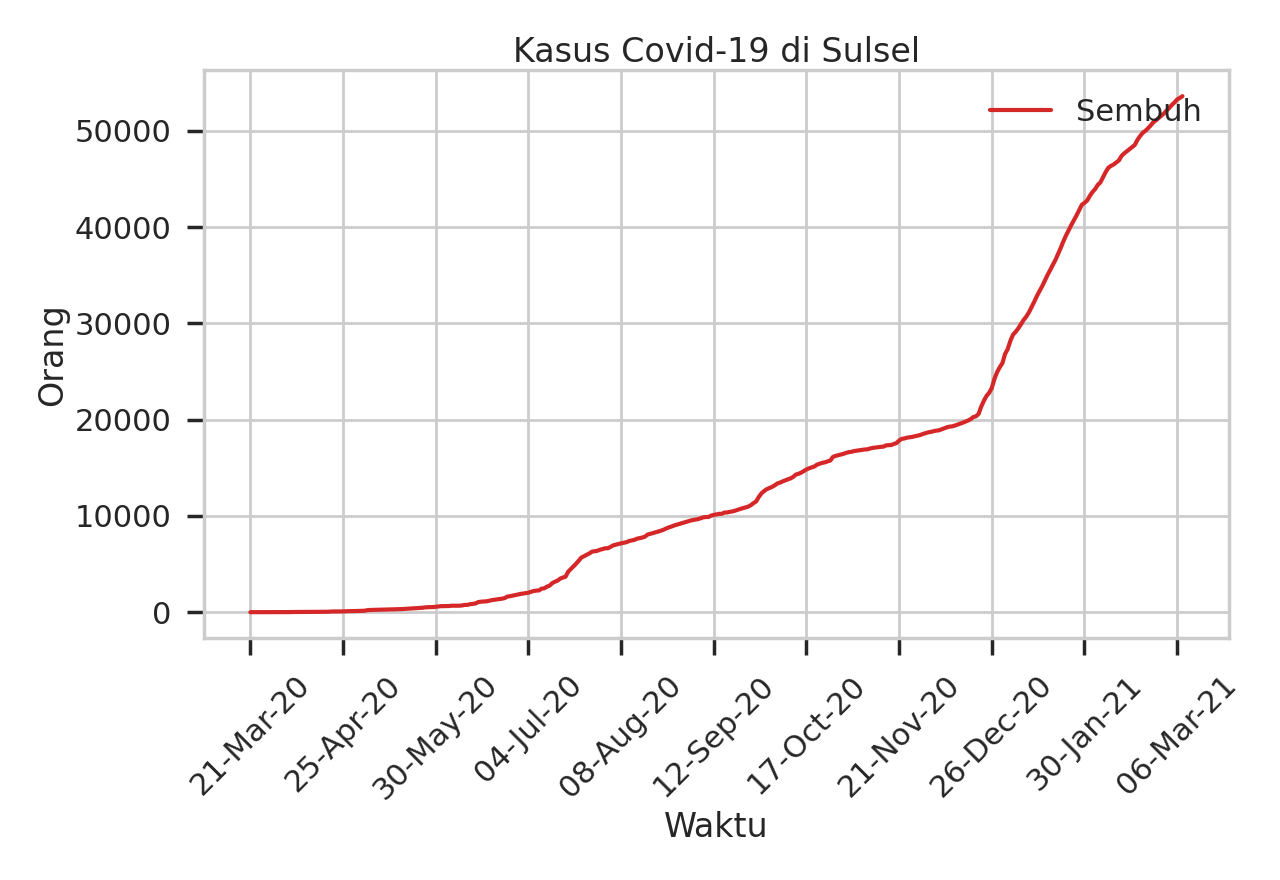 Kasus Covid-19 di Sulsel
Sembuh
50000
40000
30000
20000
10000
0
Orang
21-Mar-20
25-Apr-20
30-May-20
04-Jul-20
08-Aug-20
12-Sep-20
17-Oct-20
21-Nov-20
26-Dec-20
30-Jan-21
06-Mar-21
Waktu